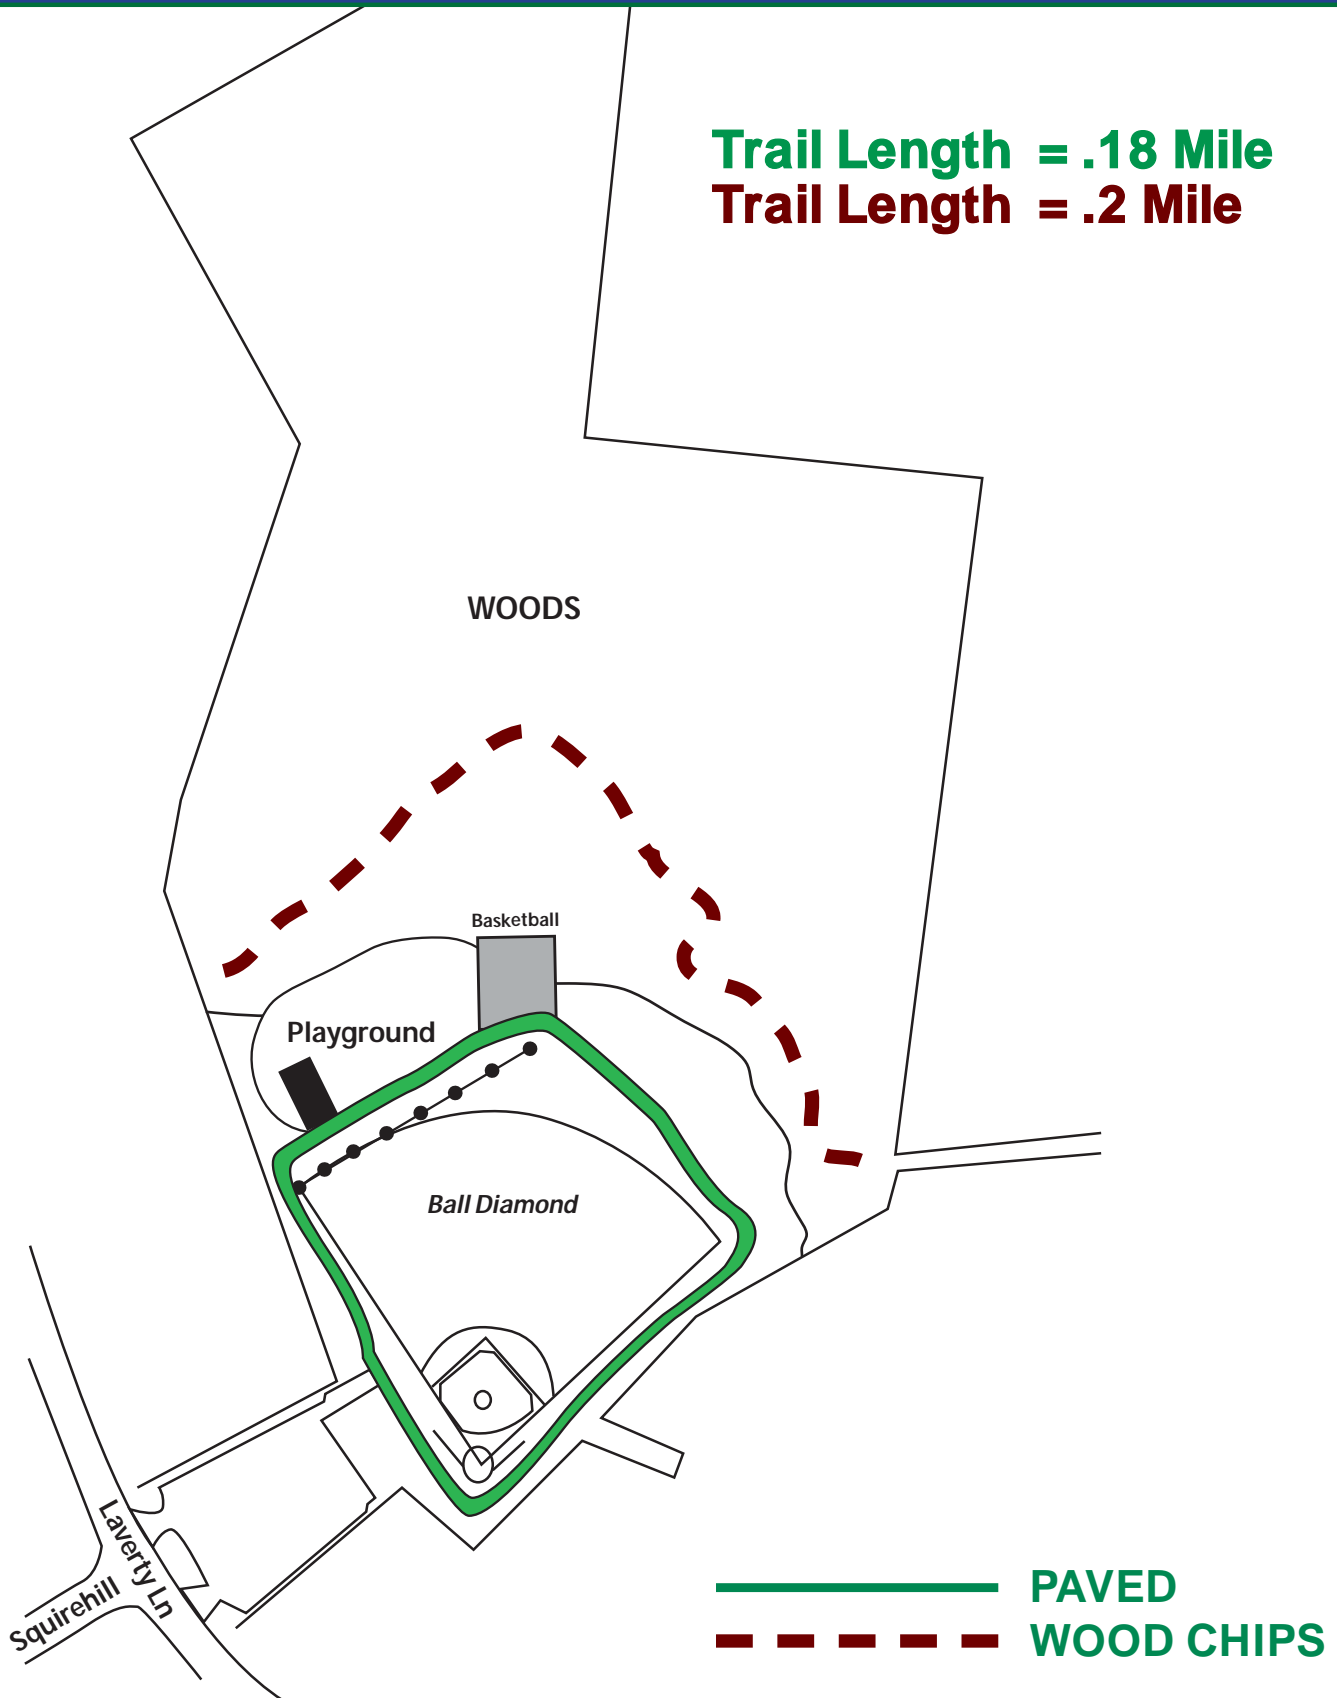 Trail Length = .18 Mile
Trail Length = .2 Mile
WOODS
Basketball
Playground
Ball Diamond
Laverty Ln
Squirehill
PAVED
WOOD CHIPS